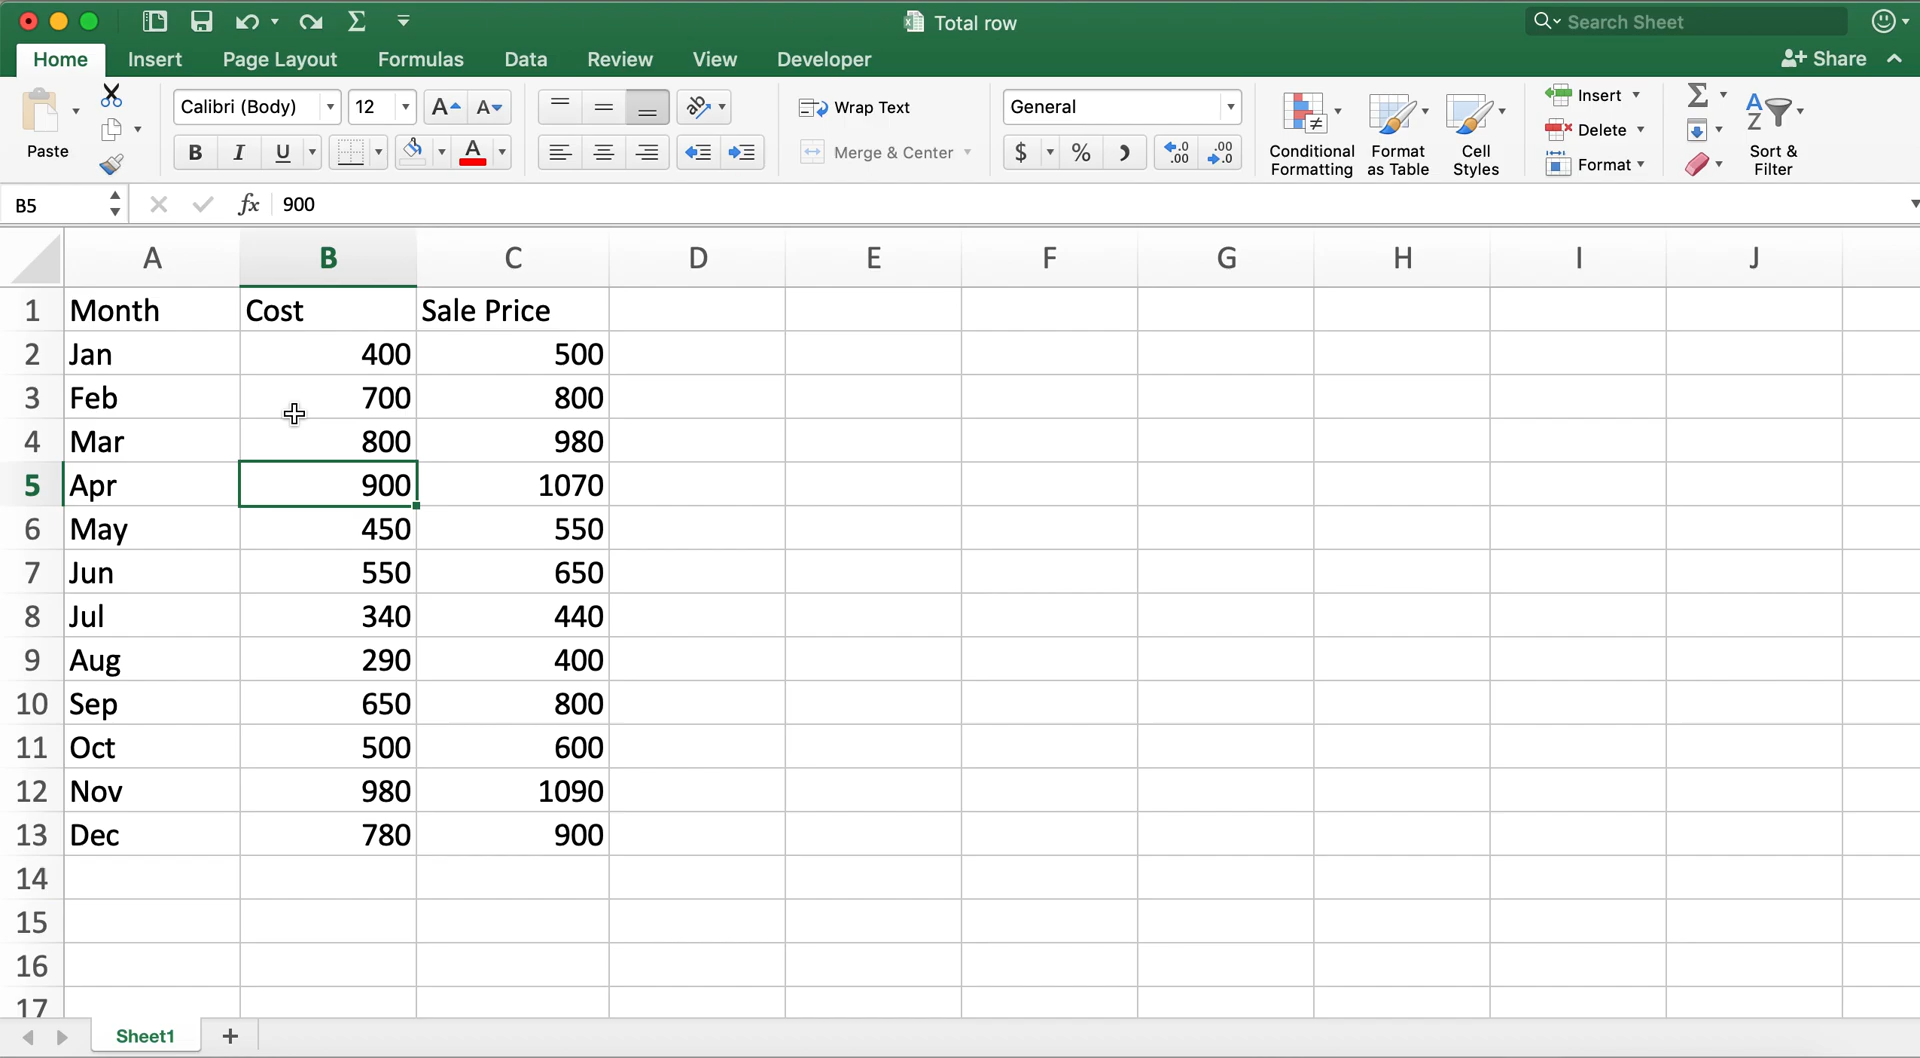 Total row
Search Sheet
Home Insert Page Layout Formulas Data Review View Developer Share
Paste
Calibri (Body) 12 A A
B I U A
ab
Wrap Text
Merge & Center
General
$ % ) .0 .00 .00 .0
Conditional Formatting
Format as Table
Cell Styles
Insert
Delete
Format
A Z
Sort & Filter
B5 fx 900
A B C D E F G H I J
1 Month Cost Sale Price
2 Jan 400 500
3 Feb 700 800
4 Mar 800 980
5 Apr 900 1070
6 May 450 550
7 Jun 550 650
8 Jul 340 440
9 Aug 290 400
10 Sep 650 800
11 Oct 500 600
12 Nov 980 1090
13 Dec 780 900
14
15
16
17
Sheet1 +